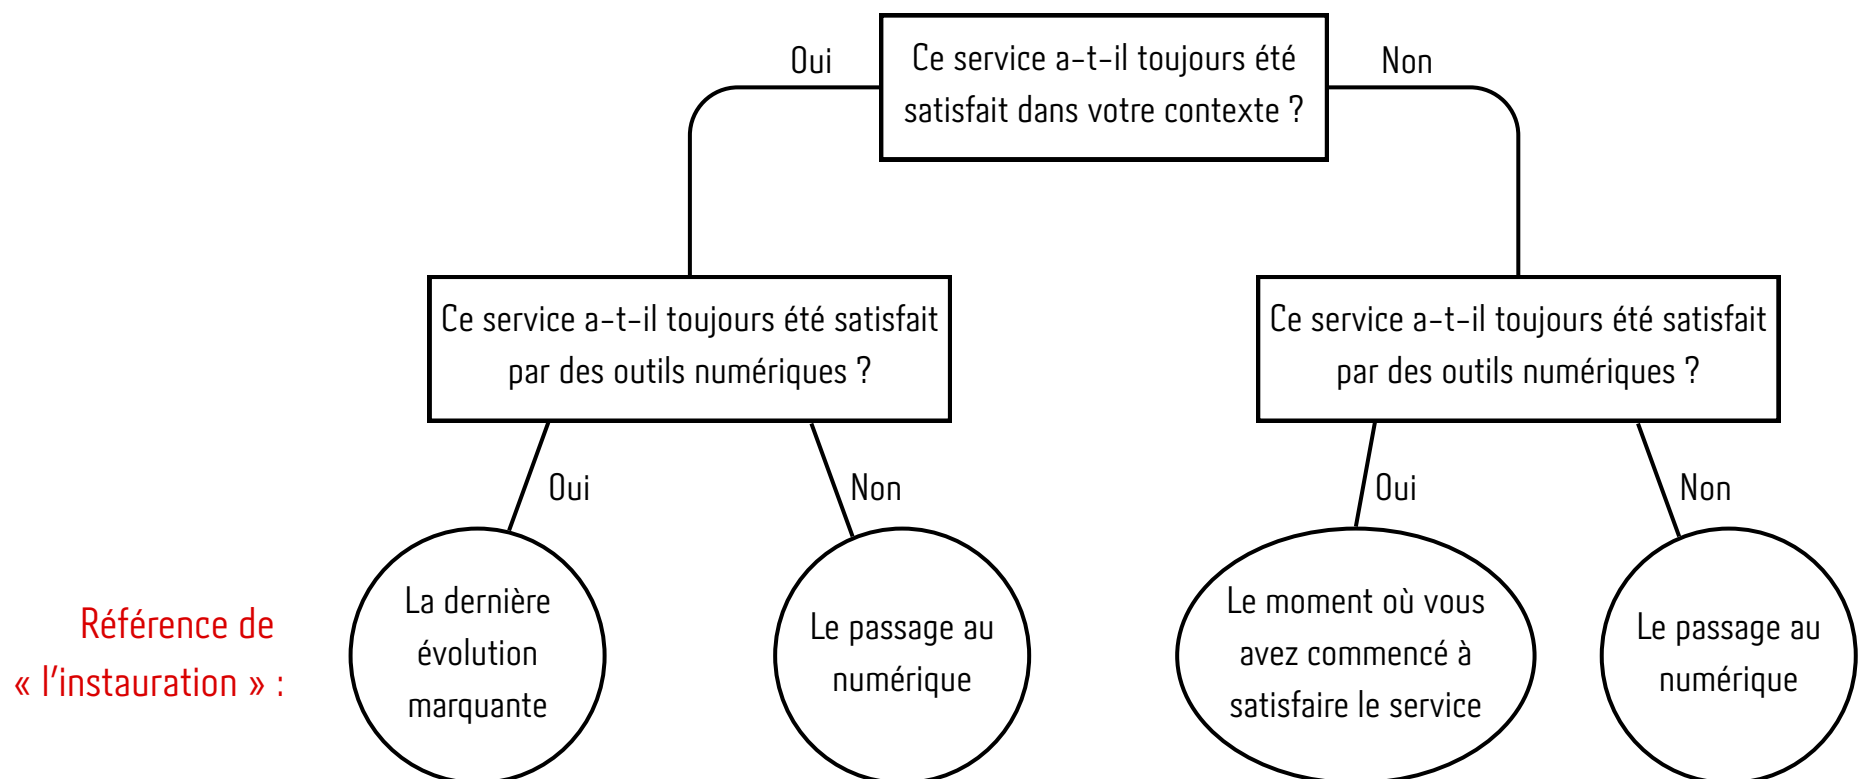 Oui
Ce service a-t-il toujours été
satisfait dans votre contexte ?
Non
Ce service a-t-il toujours été satisfait
par des outils numériques ?
Ce service a-t-il toujours été satisfait
par des outils numériques ?
Oui
Non
Oui
Non
Référence de
« l'instauration » :
La dernière
évolution
marquante
Le passage au
numérique
Le moment où vous
avez commencé à
satisfaire le service
Le passage au
numérique